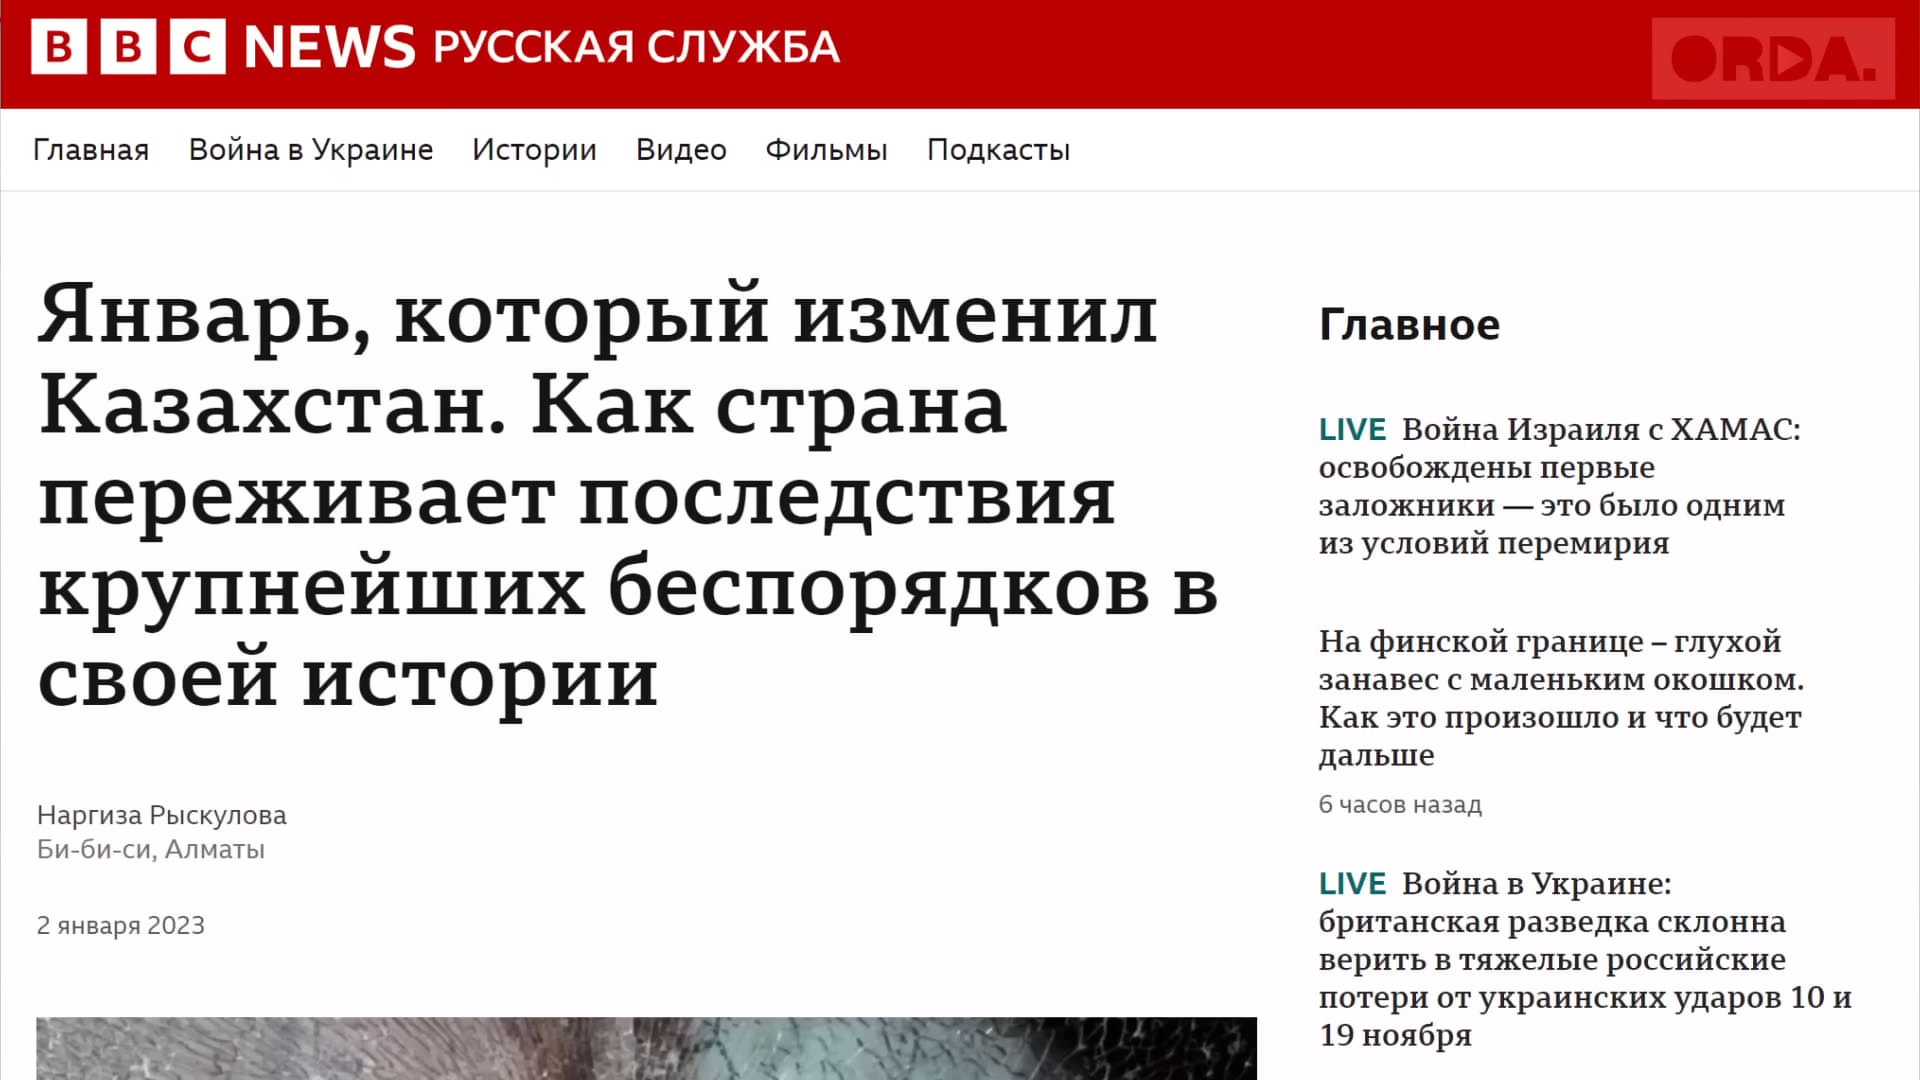 BBC NEWS РУССКАЯ СЛУЖБА
ORDA.
Главная Война в Украине Истории Видео Фильмы Подкасты
Январь, который изменил
Казахстан. Как страна
переживает последствия
крупнейших беспорядков в
своей истории
Наргиза Рыскулова
Би-би-си, Алматы
2 января 2023
Главное
LIVE Война Израиля с ХАМАС:
освобождены первые
заложники — это было одним
из условий перемирия
На финской границе – глухой
занавес с маленьким окошком.
Как это произошло и что будет
дальше
6 часов назад
LIVE Война в Украине:
британская разведка склонна
верить в тяжелые российские
потери от украинских ударов 10 и
19 ноября